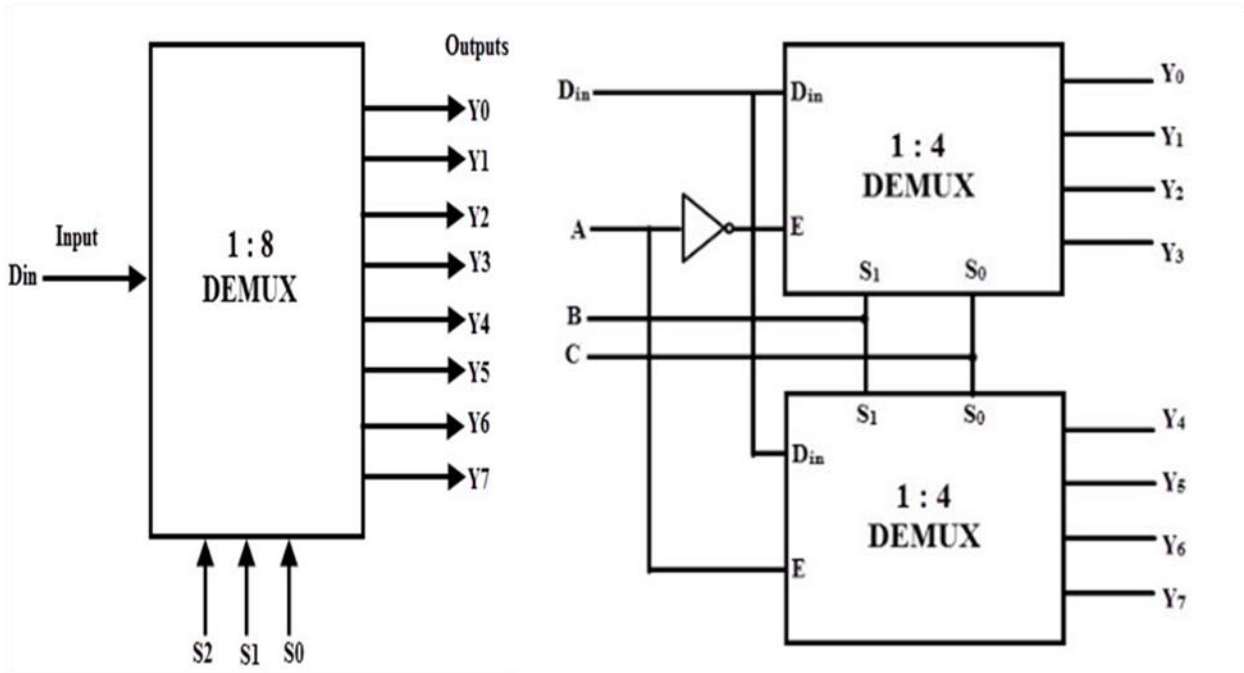 Outputs
Y0
Y1
Y2
Y3
Y4
Y5
Y6
Y7
Input
Din
1 : 8
DEMUX
S2 S1 S0
Din
A
B
C
Din
E
1 : 4
DEMUX
S1 S0
Y0
Y1
Y2
Y3
S1 S0
Din
E
1 : 4
DEMUX
Y4
Y5
Y6
Y7